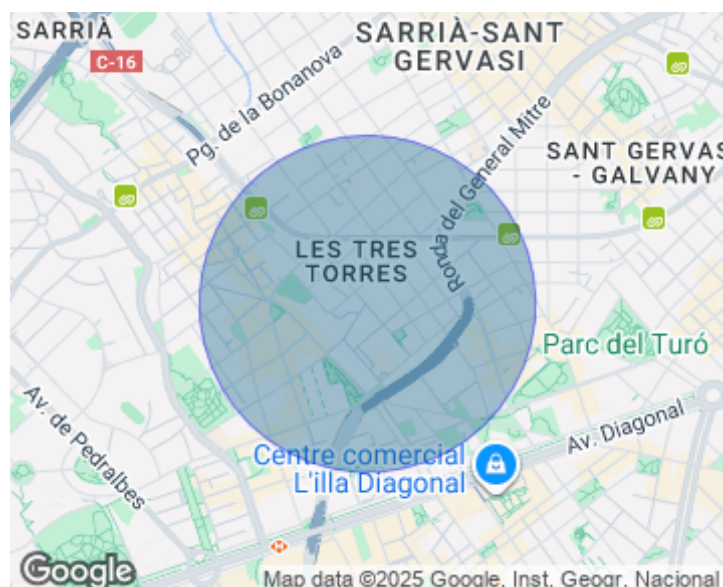 SARRIÀ
C-16
SARRIÀ-SANT
GERVASI
Pg. de la Bonanova
Ronda del General Mitre
SANT GERVAS
- GALVANY
LES TRES
TORRES
Parc del Turó
Av. de Pedralbes
Centre comercial
L'illa Diagonal
Av. Diagonal
Google
Map data ©2025 Google, Inst. Geogr. Nacional